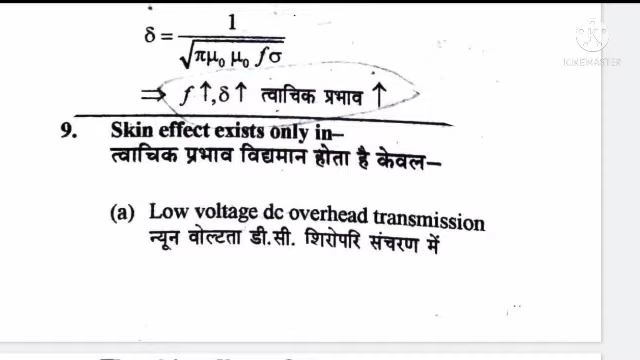 δ = 1 / √πμ₀ μ₀ fσ
⇒ f ↑, δ ↑ त्वाचिक प्रभाव ↑
KINEMASTER
9. Skin effect exists only in–
त्वाचिक प्रभाव विद्यमान होता है केवल–
(a) Low voltage dc overhead transmission
न्यून वोल्टता डी.सी. शिरोपरि संचरण में